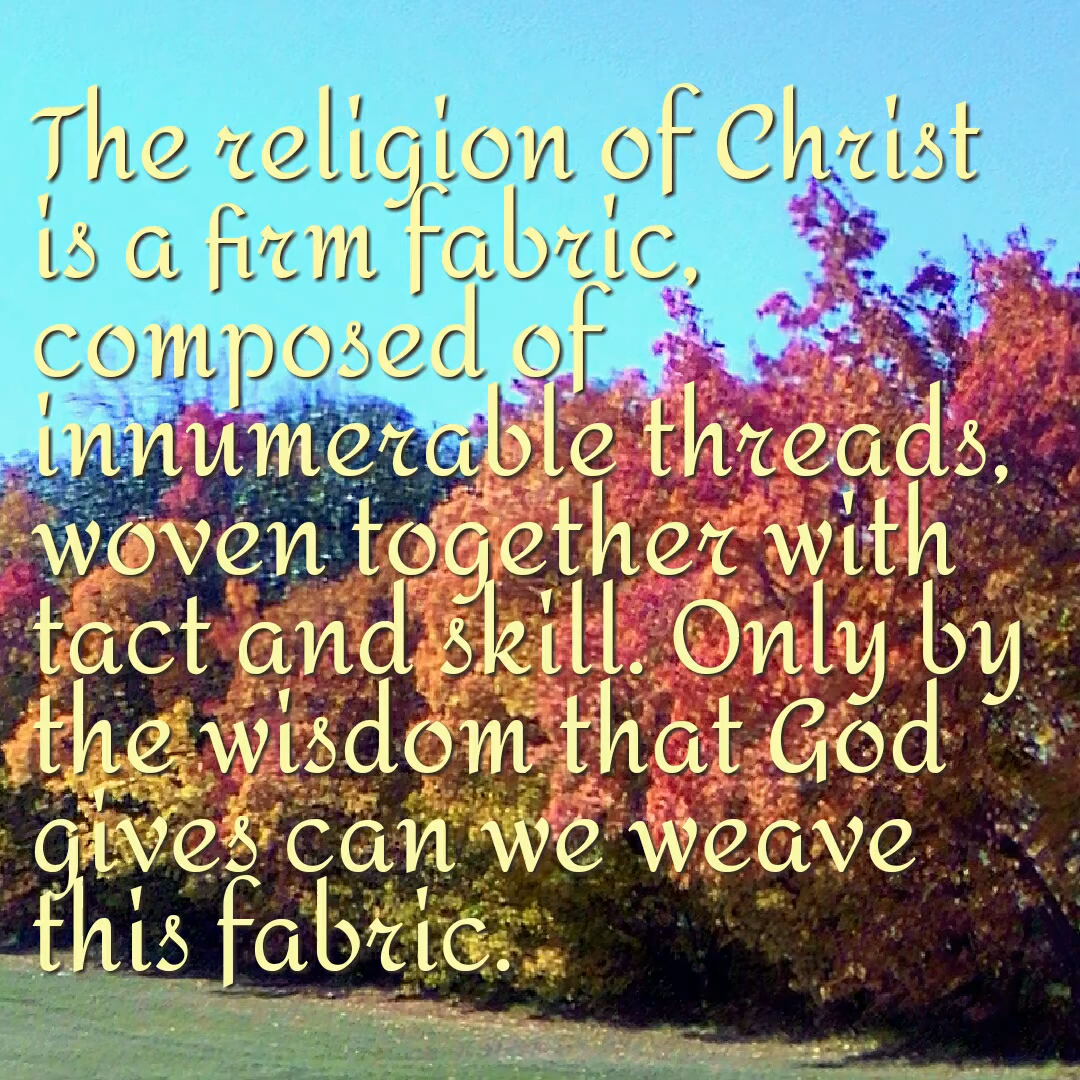 The religion of Christ
is a firm fabric,
composed of
innumerable threads,
woven together with
tact and skill. Only by
the wisdom that God
gives can we weave
this fabric.